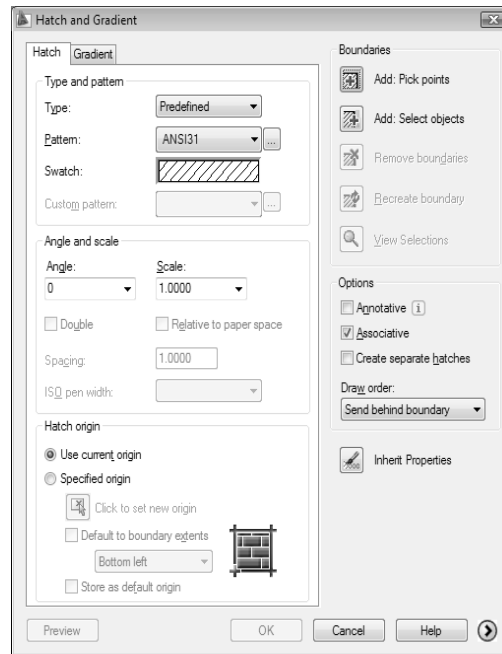 Hatch and Gradient
Hatch
Gradient
Type and pattern
Type:
Predefined
Pattern:
ANSI31
...
Swatch:
Custom pattern:
...
Angle and scale
Angle:
Scale:
0
1.0000
Double
Relative to paper space
Spacing:
1.0000
ISO pen width:
Hatch origin
Use current origin
Specified origin
Click to set new origin
Default to boundary extents
Bottom left
Store as default origin
Boundaries
Add: Pick points
Add: Select objects
Remove boundaries
Recreate boundary
View Selections
Options
Annotative
Associative
Create separate hatches
Draw order:
Send behind boundary
Inherit Properties
Preview
OK
Cancel
Help